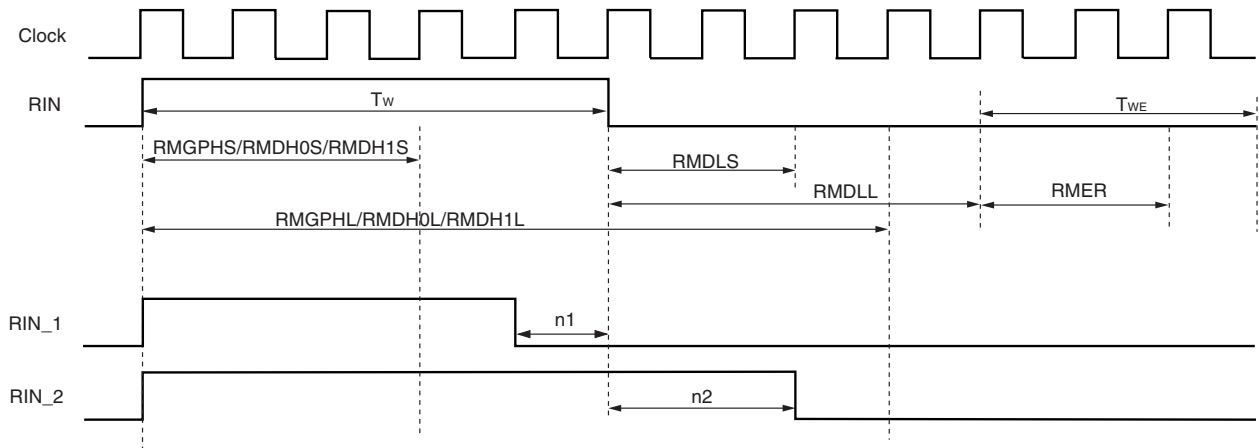 Clock
RIN
Tw
TWE
RMGPHS/RMDH0S/RMDH1S
RMDLS
RMDLL
RMER
RMGPHL/RMDH0L/RMDH1L
RIN_1
n1
RIN_2
n2